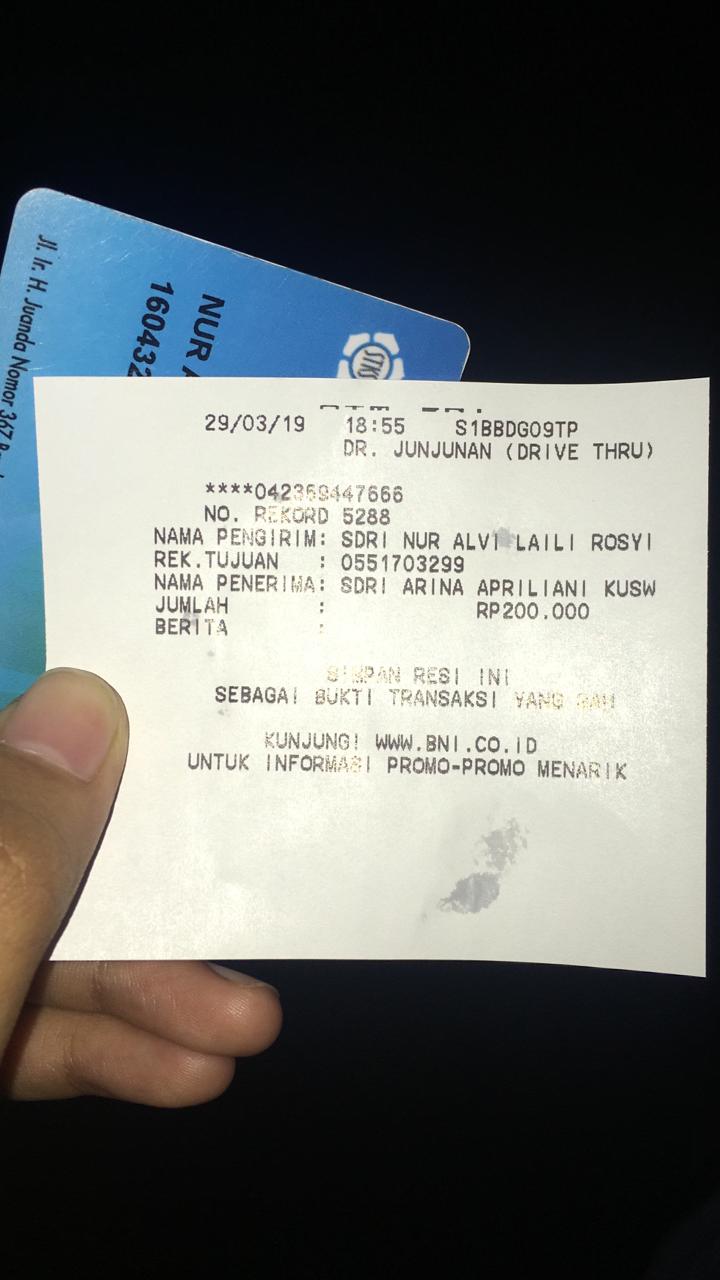 Jl. Ir. H. Juanda Nomor 367
NUR A
160432
STKS
29/03/19 18:55 S1BBDG09TP
DR. JUNJUNAN (DRIVE THRU)
****042359447666
NO. REKORD 5288
NAMA PENGIRIM: SDRI NUR ALVI LAILI ROSYI
REK.TUJUAN : 0551703299
NAMA PENERIMA: SDRI ARINA APRILIANI KUSW
JUMLAH : RP200.000
BERITA :
SIMPAN RESI INI
SEBAGAI BUKTI TRANSAKSI YANG SAH
KUNJUNGI WWW.BNI.CO.ID
UNTUK INFORMASI PROMO-PROMO MENARIK